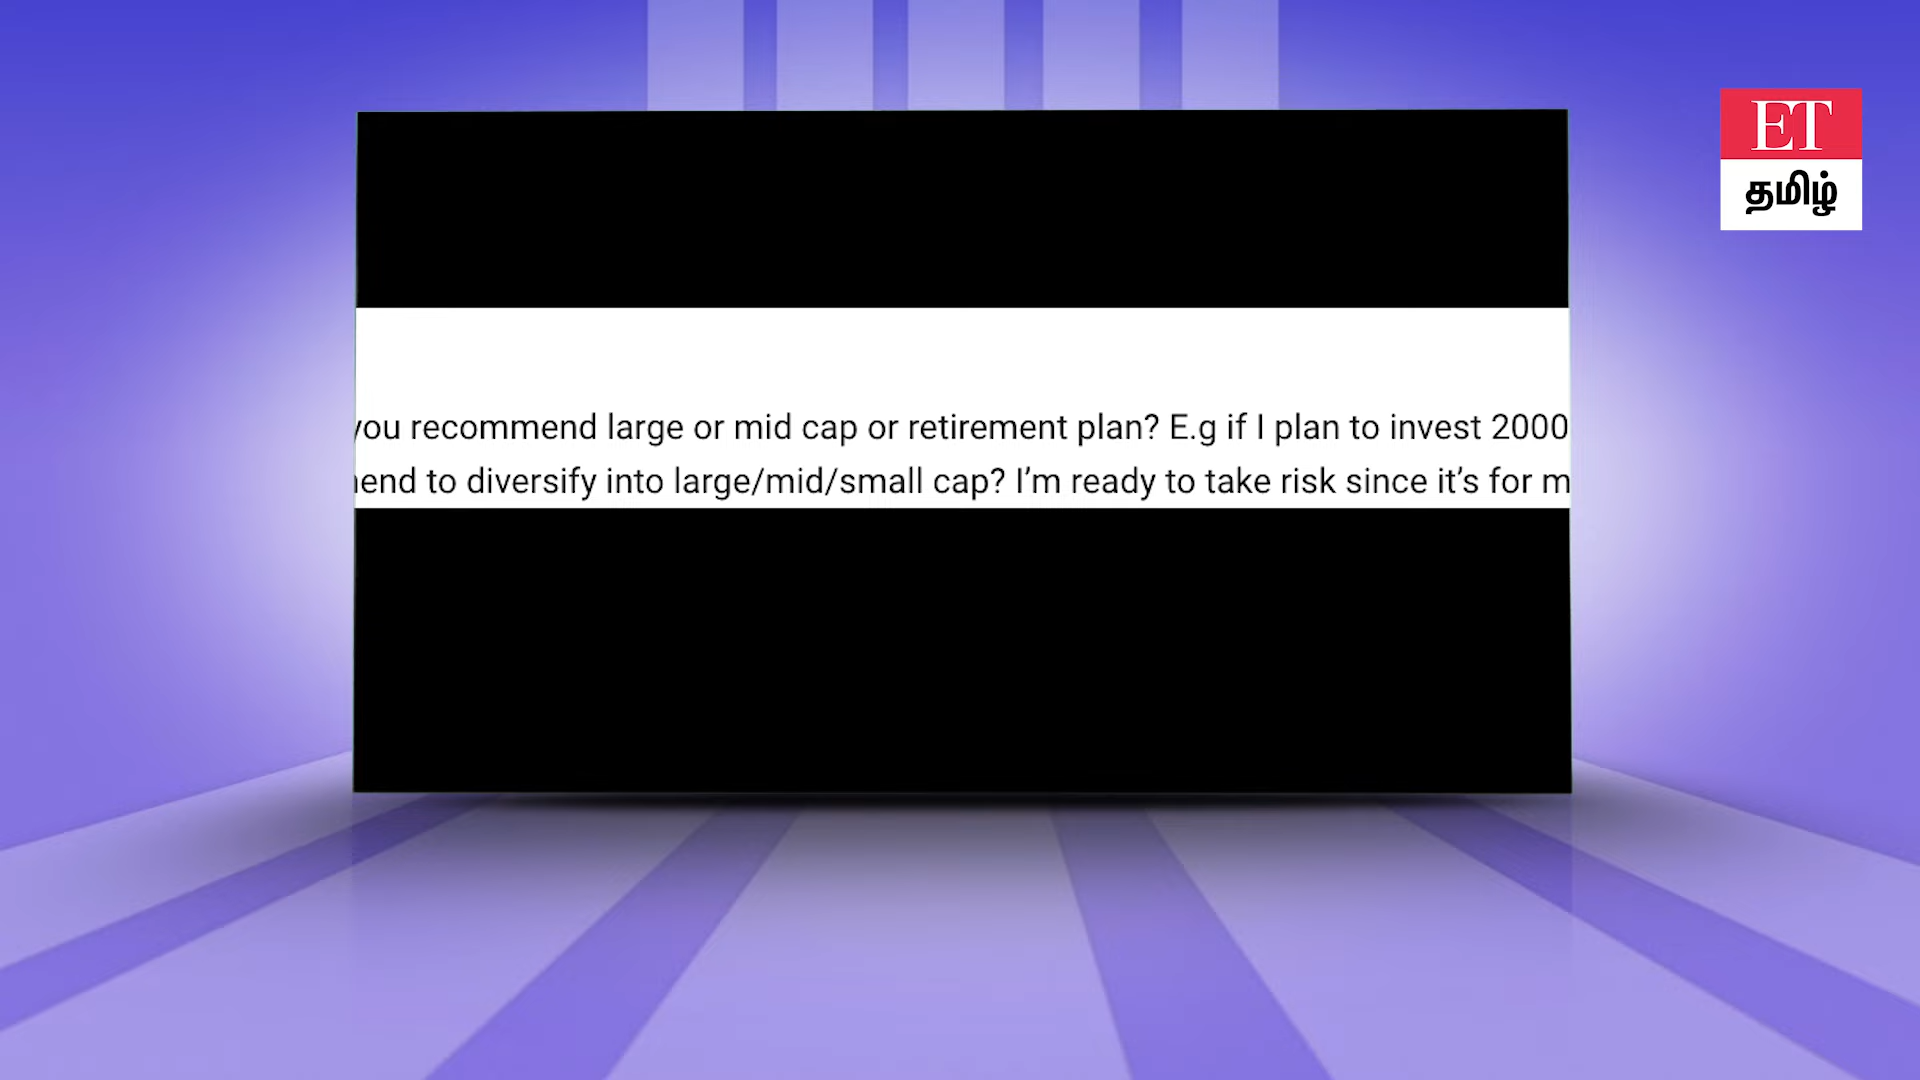 ET
தமிழ்
you recommend large or mid cap or retirement plan? E.g if I plan to invest 2000
to diversify into large/mid/small cap? I’m ready to take risk since it’s for